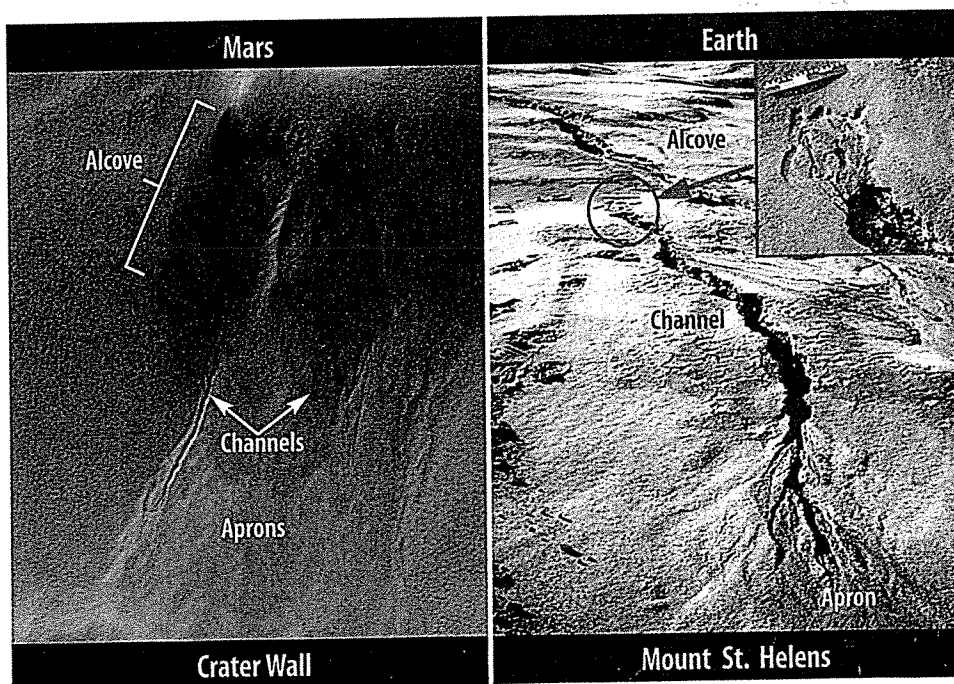 Mars
Alcove
Channels
Aprons
Crater Wall
Earth
Alcove
Channel
Apron
Mount St. Helens